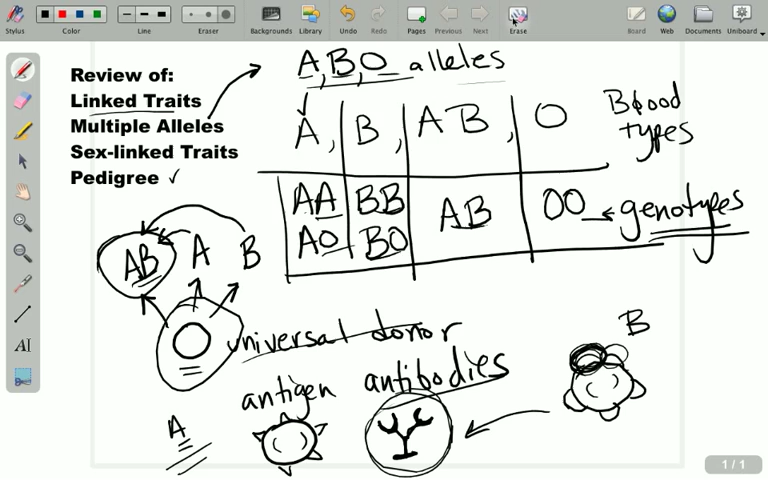 Stylus
Color
Line
Eraser
Backgrounds
Library
Undo
Redo
Pages
Previous
Next
Erase
Board
Web
Documents
Uniboard
Review of:
Linked Traits
Multiple Alleles
Sex-linked Traits
Pedigree ✓
A, B, O alleles
A, B, AB, O Blood types
AA BB AB OO ← genotypes
AO BO
AB A B
O universal donor
B
antigen antibodies
A
AI
1 / 1